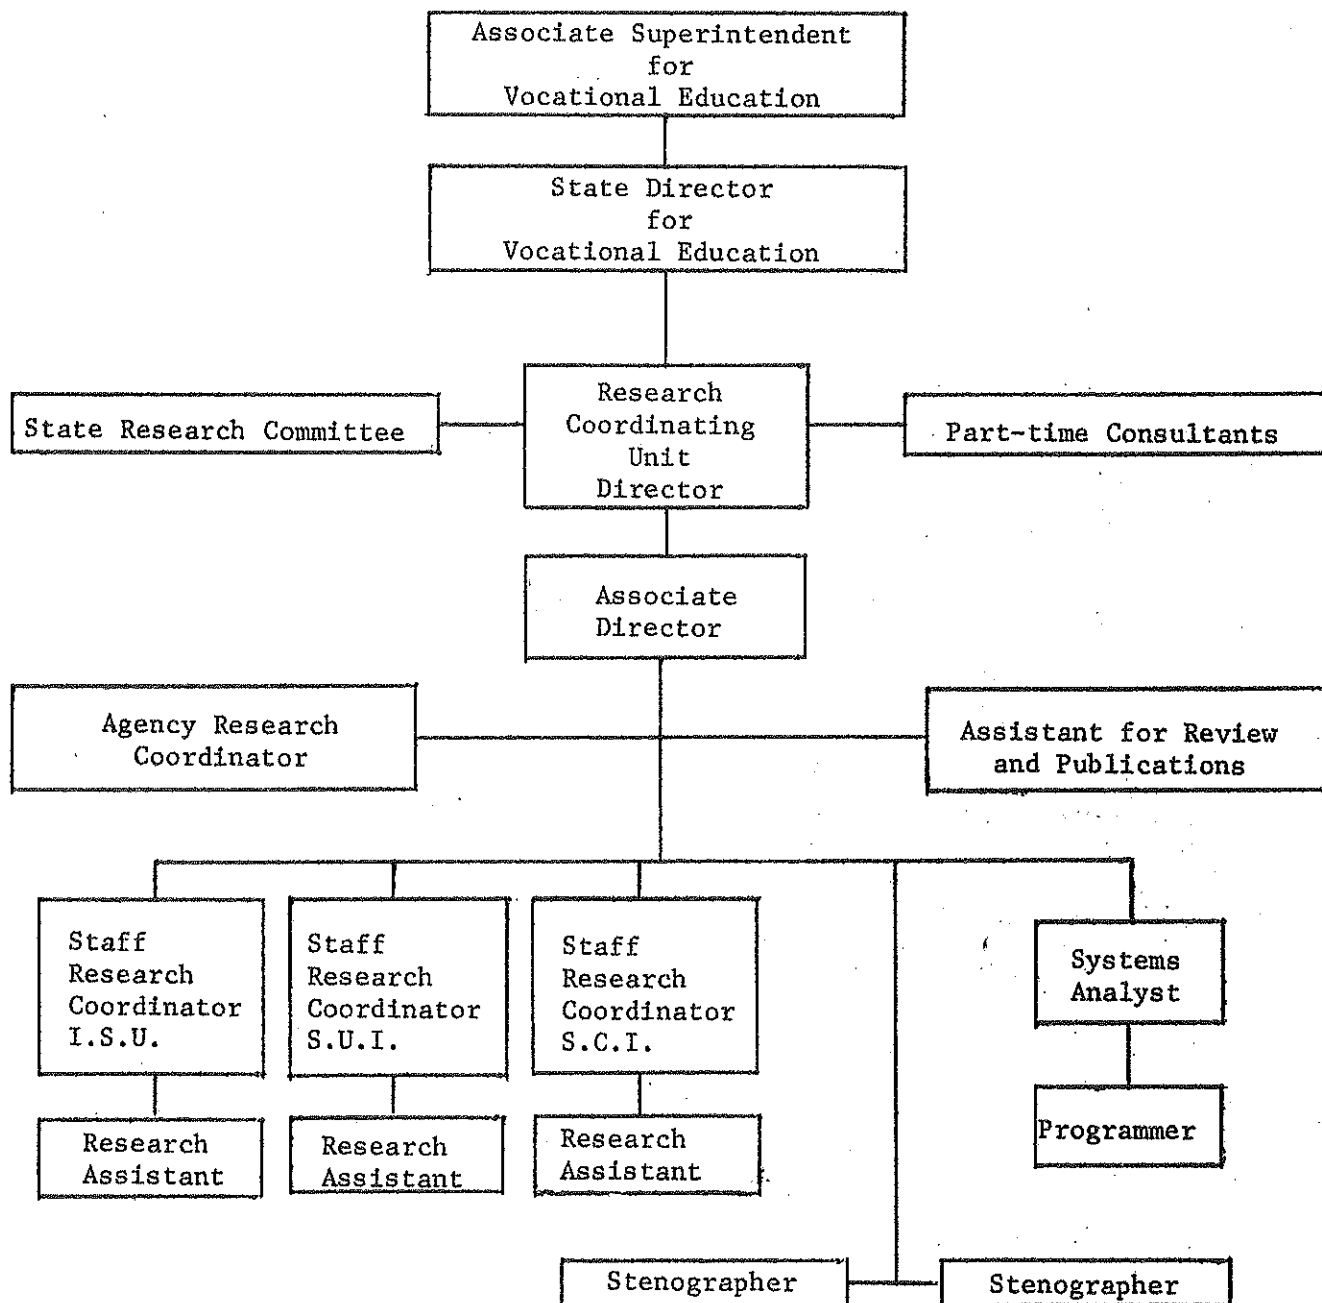 Associate Superintendent
for
Vocational Education
State Director
for
Vocational Education
State Research Committee
Research
Coordinating
Unit
Director
Part-time Consultants
Associate
Director
Agency Research
Coordinator
Assistant for Review
and Publications
Staff
Research
Coordinator
I.S.U.
Staff
Research
Coordinator
S.U.I.
Staff
Research
Coordinator
S.C.I.
Systems
Analyst
Research
Assistant
Research
Assistant
Research
Assistant
Programmer
Stenographer
Stenographer